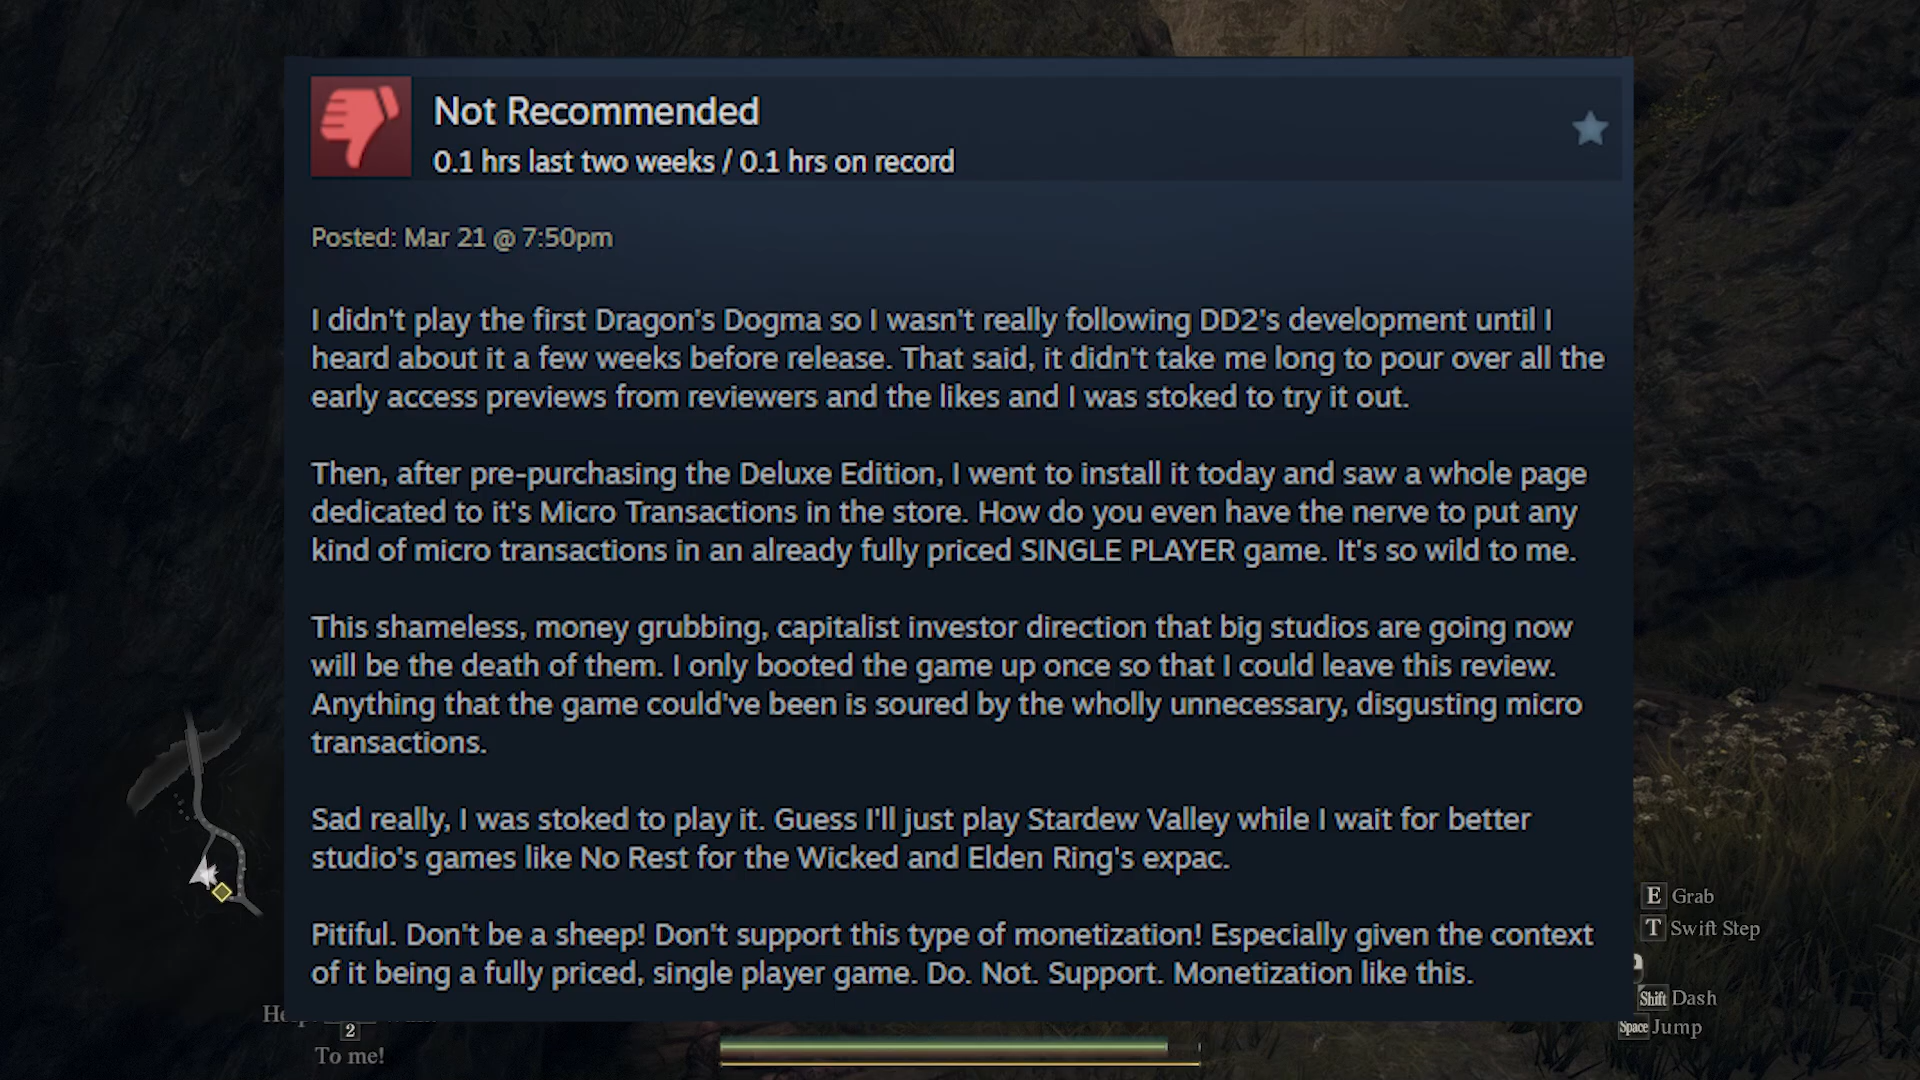 Not Recommended
0.1 hrs last two weeks / 0.1 hrs on record
Posted: Mar 21 @ 7:50pm
I didn't play the first Dragon's Dogma so I wasn't really following DD2's development until I
heard about it a few weeks before release. That said, it didn't take me long to pour over all the
early access previews from reviewers and the likes and I was stoked to try it out.
Then, after pre-purchasing the Deluxe Edition, I went to install it today and saw a whole page
dedicated to it's Micro Transactions in the store. How do you even have the nerve to put any
kind of micro transactions in an already fully priced SINGLE PLAYER game. It's so wild to me.
This shameless, money grubbing, capitalist investor direction that big studios are going now
will be the death of them. I only booted the game up once so that I could leave this review.
Anything that the game could've been is soured by the wholly unnecessary, disgusting micro
transactions.
Sad really, I was stoked to play it. Guess I'll just play Stardew Valley while I wait for better
studio's games like No Rest for the Wicked and Elden Ring's expac.
Pitiful. Don't be a sheep! Don't support this type of monetization! Especially given the context
of it being a fully priced, single player game. Do. Not. Support. Monetization like this.
E Grab
T Swift Step
Shift Dash
Space Jump
2
To me!